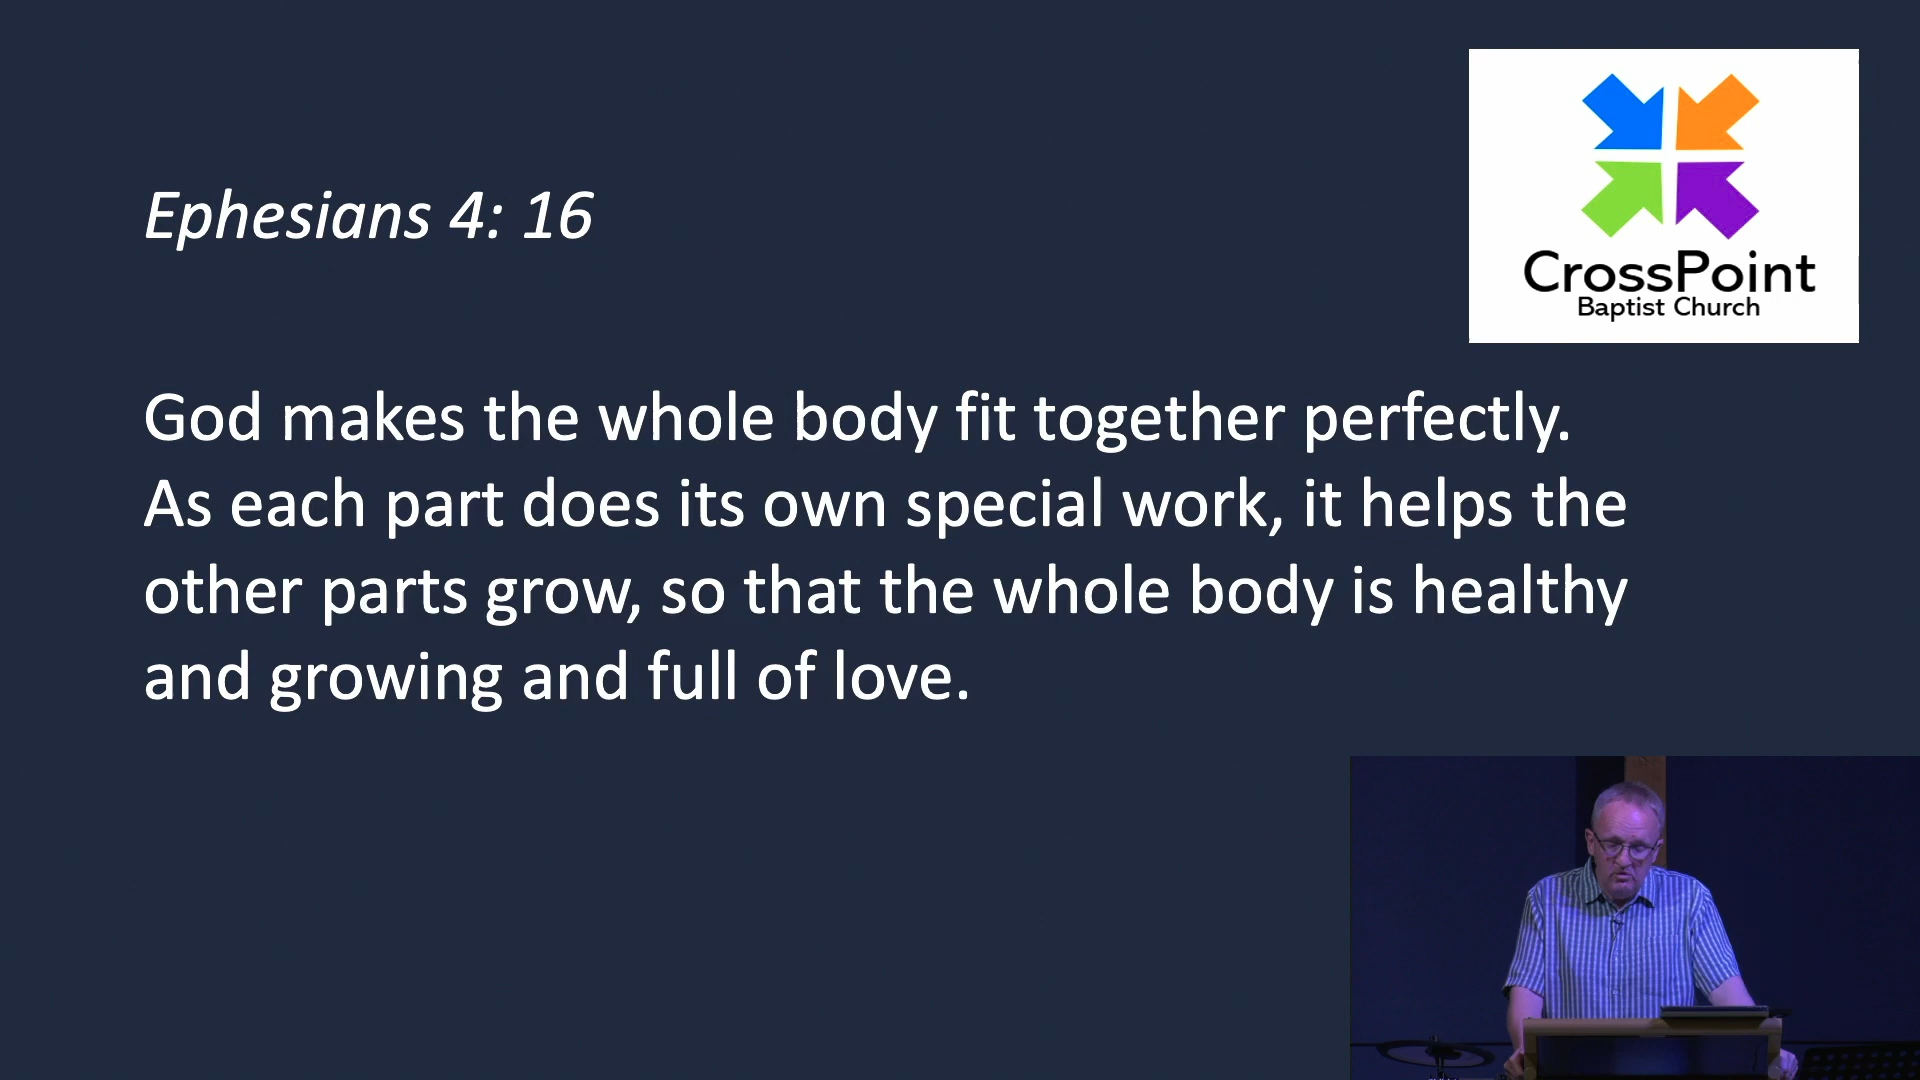 Ephesians 4: 16
CrossPoint
Baptist Church
God makes the whole body fit together perfectly.
As each part does its own special work, it helps the
other parts grow, so that the whole body is healthy
and growing and full of love.